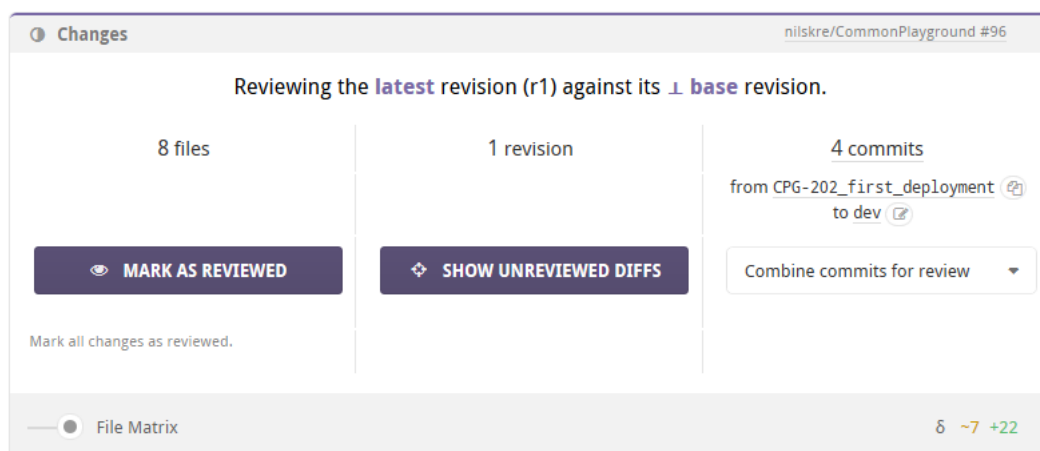 Changes
nilskre/CommonPlayground #96
Reviewing the latest revision (r1) against its ⊥ base revision.
8 files
1 revision
4 commits
from CPG-202_first_deployment
to dev
MARK AS REVIEWED
SHOW UNREVIEWED DIFFS
Combine commits for review
Mark all changes as reviewed.
File Matrix
δ ~7 +22